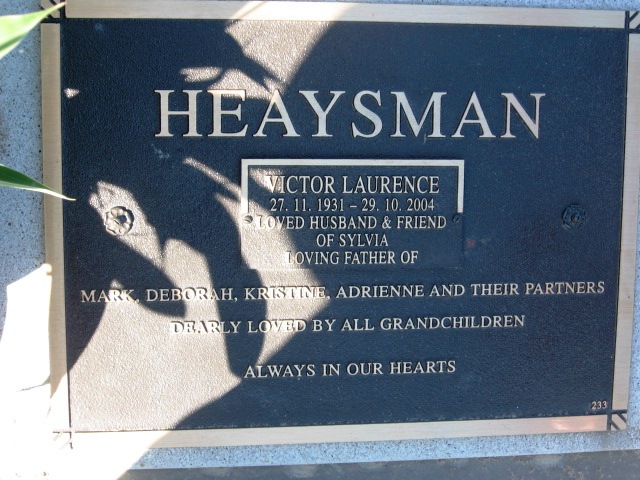 HEAYSMAN
VICTOR LAURENCE
27. 11. 1931 – 29. 10. 2004
LOVED HUSBAND & FRIEND
OF SYLVIA
LOVING FATHER OF
MARK, DEBORAH, KRISTINE, ADRIENNE AND THEIR PARTNERS
DEARLY LOVED BY ALL GRANDCHILDREN
ALWAYS IN OUR HEARTS
233